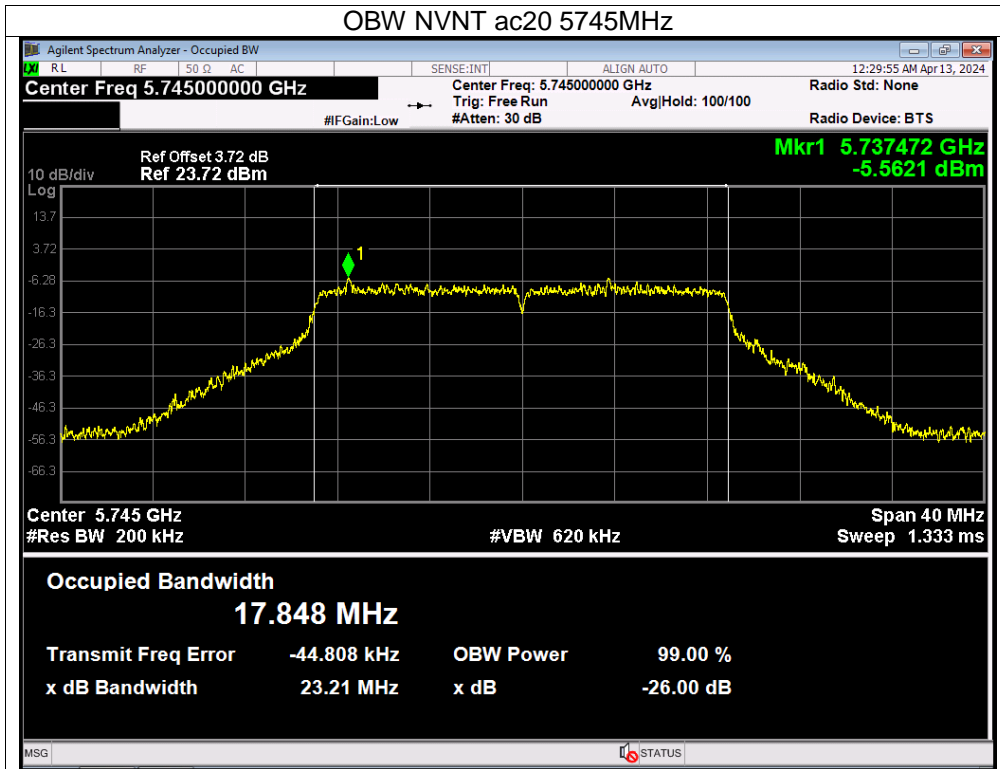 OBW NVNT ac20 5745MHz
Agilent Spectrum Analyzer - Occupied BW
LXI RL RF 50 Ω AC SENSE:INT ALIGN AUTO 12:29:55 AM Apr 13, 2024
Center Freq 5.745000000 GHz
Center Freq: 5.745000000 GHz Radio Std: None
Trig: Free Run Avg|Hold: 100/100
#IFGain:Low #Atten: 30 dB Radio Device: BTS
Mkr1 5.737472 GHz
-5.5621 dBm
Ref Offset 3.72 dB
10 dB/div Ref 23.72 dBm
Log
13.7
3.72
1
-6.28
-16.3
-26.3
-36.3
-46.3
-56.3
-66.3
Center 5.745 GHz Span 40 MHz
#Res BW 200 kHz #VBW 620 kHz Sweep 1.333 ms
Occupied Bandwidth
17.848 MHz
Transmit Freq Error -44.808 kHz OBW Power 99.00 %
x dB Bandwidth 23.21 MHz x dB -26.00 dB
MSG STATUS